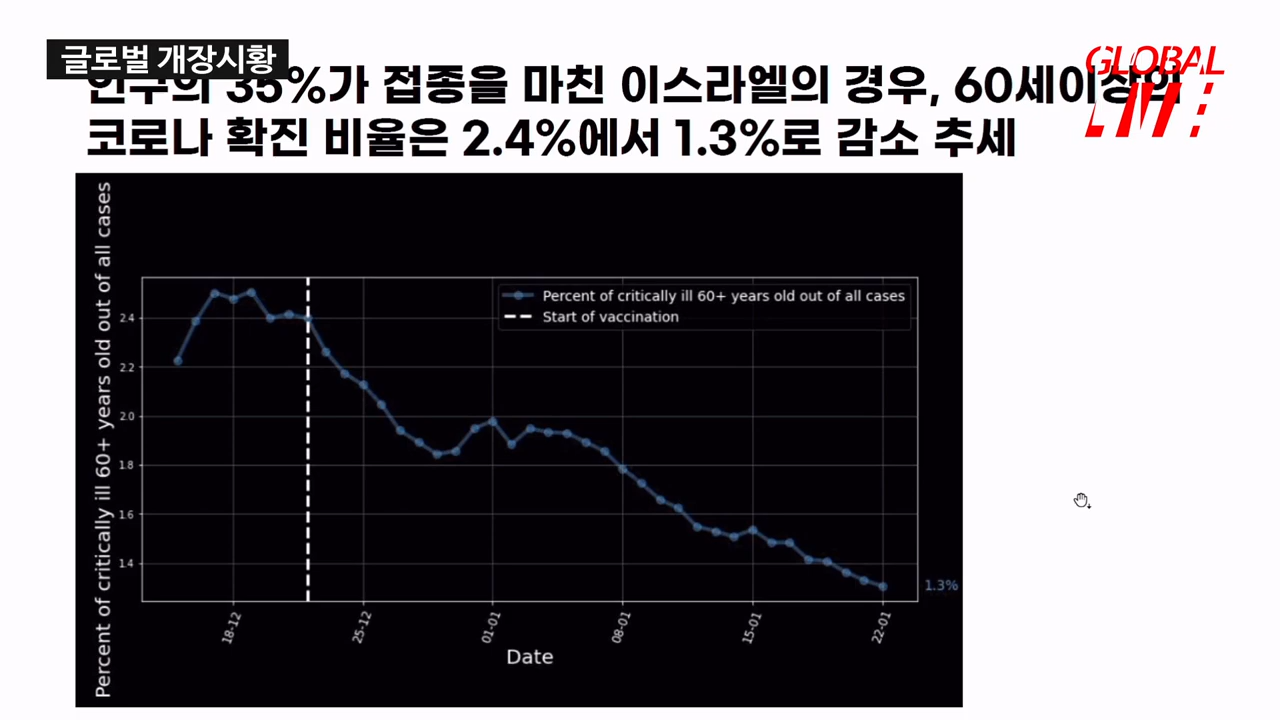 글로벌 개장시황
GLOBAL
LIVE
인구의 35%가 접종을 마친 이스라엘의 경우, 60세이상의
코로나 확진 비율은 2.4%에서 1.3%로 감소 추세
Percent of critically ill 60+ years old out of all cases
Percent of critically ill 60+ years old out of all cases
Start of vaccination
2.4
2.2
2.0
1.8
1.6
1.4
1.3%
18-12
25-12
01-01
08-01
15-01
22-01
Date